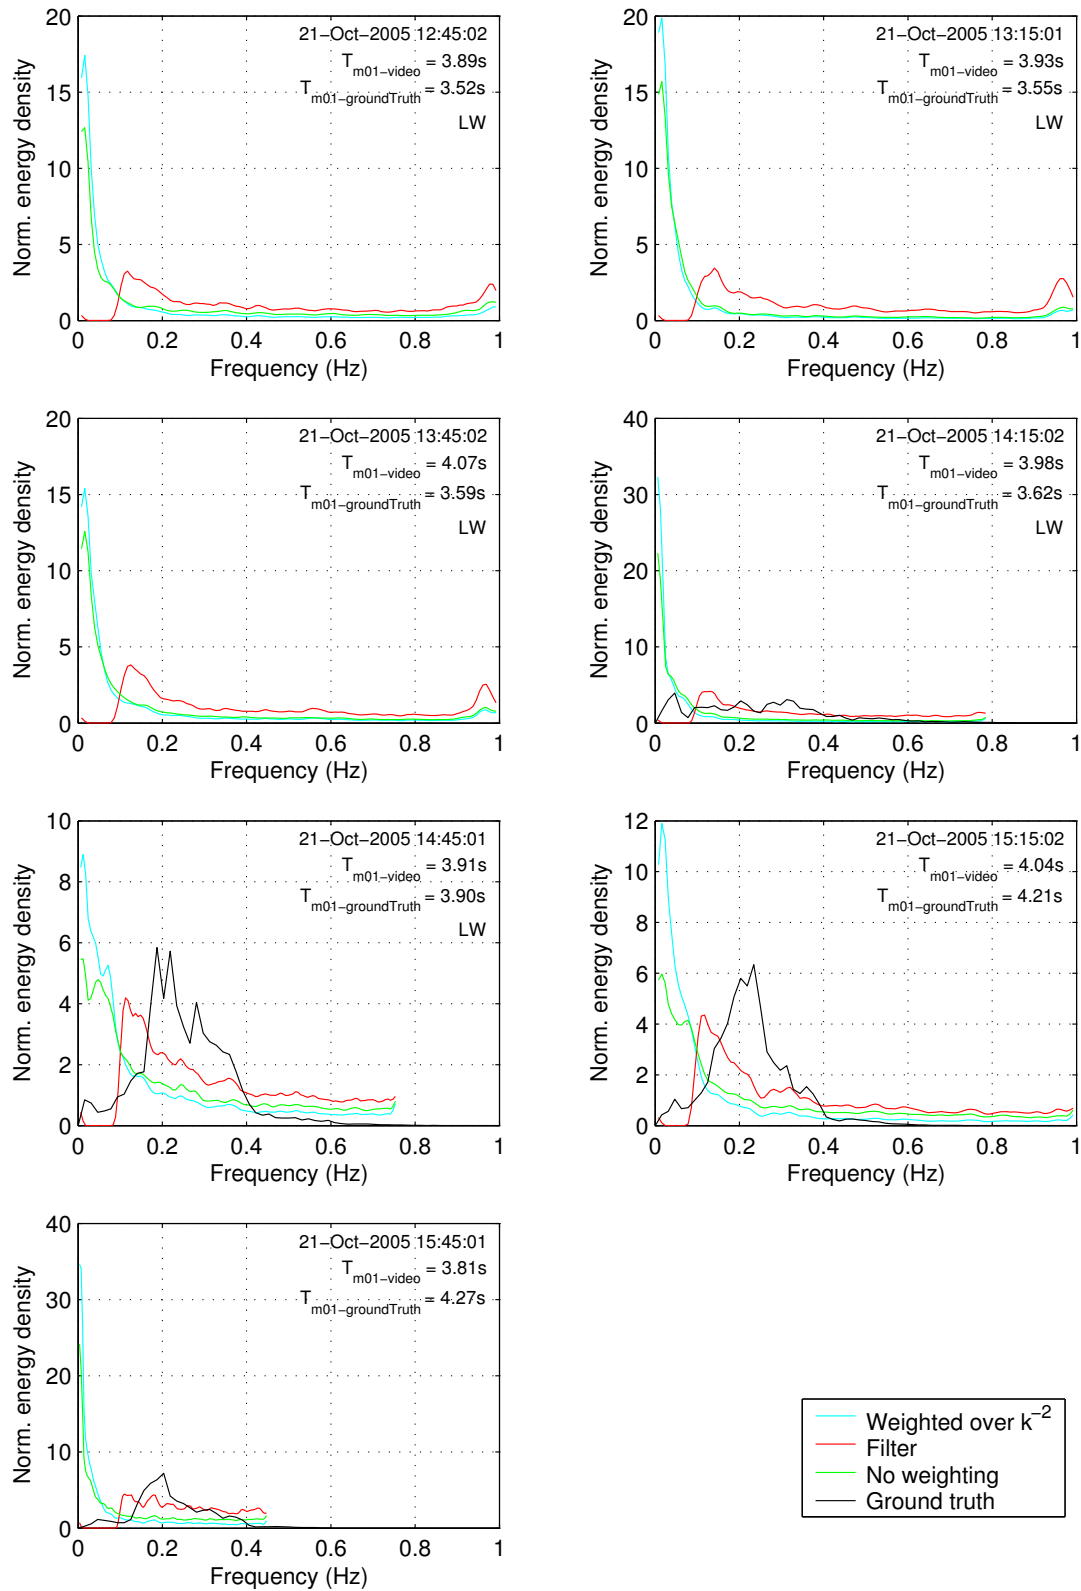 21−Oct−2005 12:45:02
T m01−video = 3.89s
T m01−groundTruth = 3.52s
LW
20
15
10
5
0
Norm. energy density
0 0.2 0.4 0.6 0.8 1
Frequency (Hz)
21−Oct−2005 13:15:01
T m01−video = 3.93s
T m01−groundTruth = 3.55s
LW
20
15
10
5
0
Norm. energy density
0 0.2 0.4 0.6 0.8 1
Frequency (Hz)
21−Oct−2005 13:45:02
T m01−video = 4.07s
T m01−groundTruth = 3.59s
LW
20
15
10
5
0
Norm. energy density
0 0.2 0.4 0.6 0.8 1
Frequency (Hz)
21−Oct−2005 14:15:02
T m01−video = 3.98s
T m01−groundTruth = 3.62s
LW
40
30
20
10
0
Norm. energy density
0 0.2 0.4 0.6 0.8 1
Frequency (Hz)
21−Oct−2005 14:45:01
T m01−video = 3.91s
T m01−groundTruth = 3.90s
LW
10
8
6
4
2
0
Norm. energy density
0 0.2 0.4 0.6 0.8 1
Frequency (Hz)
21−Oct−2005 15:15:02
T m01−video = 4.04s
T m01−groundTruth = 4.21s
12
10
8
6
4
2
0
Norm. energy density
0 0.2 0.4 0.6 0.8 1
Frequency (Hz)
21−Oct−2005 15:45:01
T m01−video = 3.81s
T m01−groundTruth = 4.27s
40
30
20
10
0
Norm. energy density
0 0.2 0.4 0.6 0.8 1
Frequency (Hz)
Weighted over k−2
Filter
No weighting
Ground truth